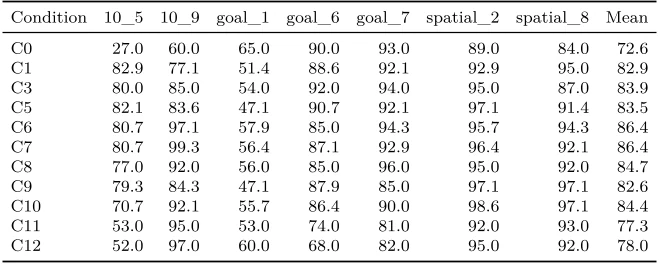 Condition 10_5 10_9 goal_1 goal_6 goal_7 spatial_2 spatial_8 Mean
C0 27.0 60.0 65.0 90.0 93.0 89.0 84.0 72.6
C1 82.9 77.1 51.4 88.6 92.1 92.9 95.0 82.9
C3 80.0 85.0 54.0 92.0 94.0 95.0 87.0 83.9
C5 82.1 83.6 47.1 90.7 92.1 97.1 91.4 83.5
C6 80.7 97.1 57.9 85.0 94.3 95.7 94.3 86.4
C7 80.7 99.3 56.4 87.1 92.9 96.4 92.1 86.4
C8 77.0 92.0 56.0 85.0 96.0 95.0 92.0 84.7
C9 79.3 84.3 47.1 87.9 85.0 97.1 97.1 82.6
C10 70.7 92.1 55.7 86.4 90.0 98.6 97.1 84.4
C11 53.0 95.0 53.0 74.0 81.0 92.0 93.0 77.3
C12 52.0 97.0 60.0 68.0 82.0 95.0 92.0 78.0